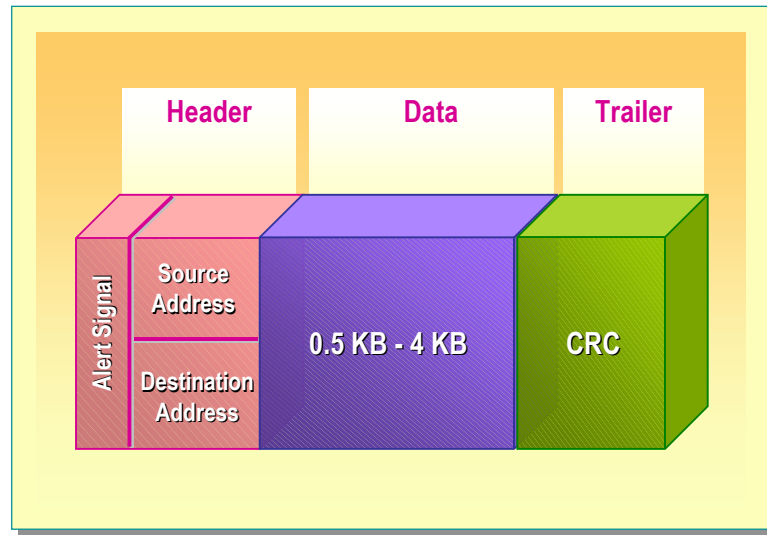 Header
Data
Trailer
Alert Signal
Source
Address
Destination
Address
0.5 KB - 4 KB
CRC